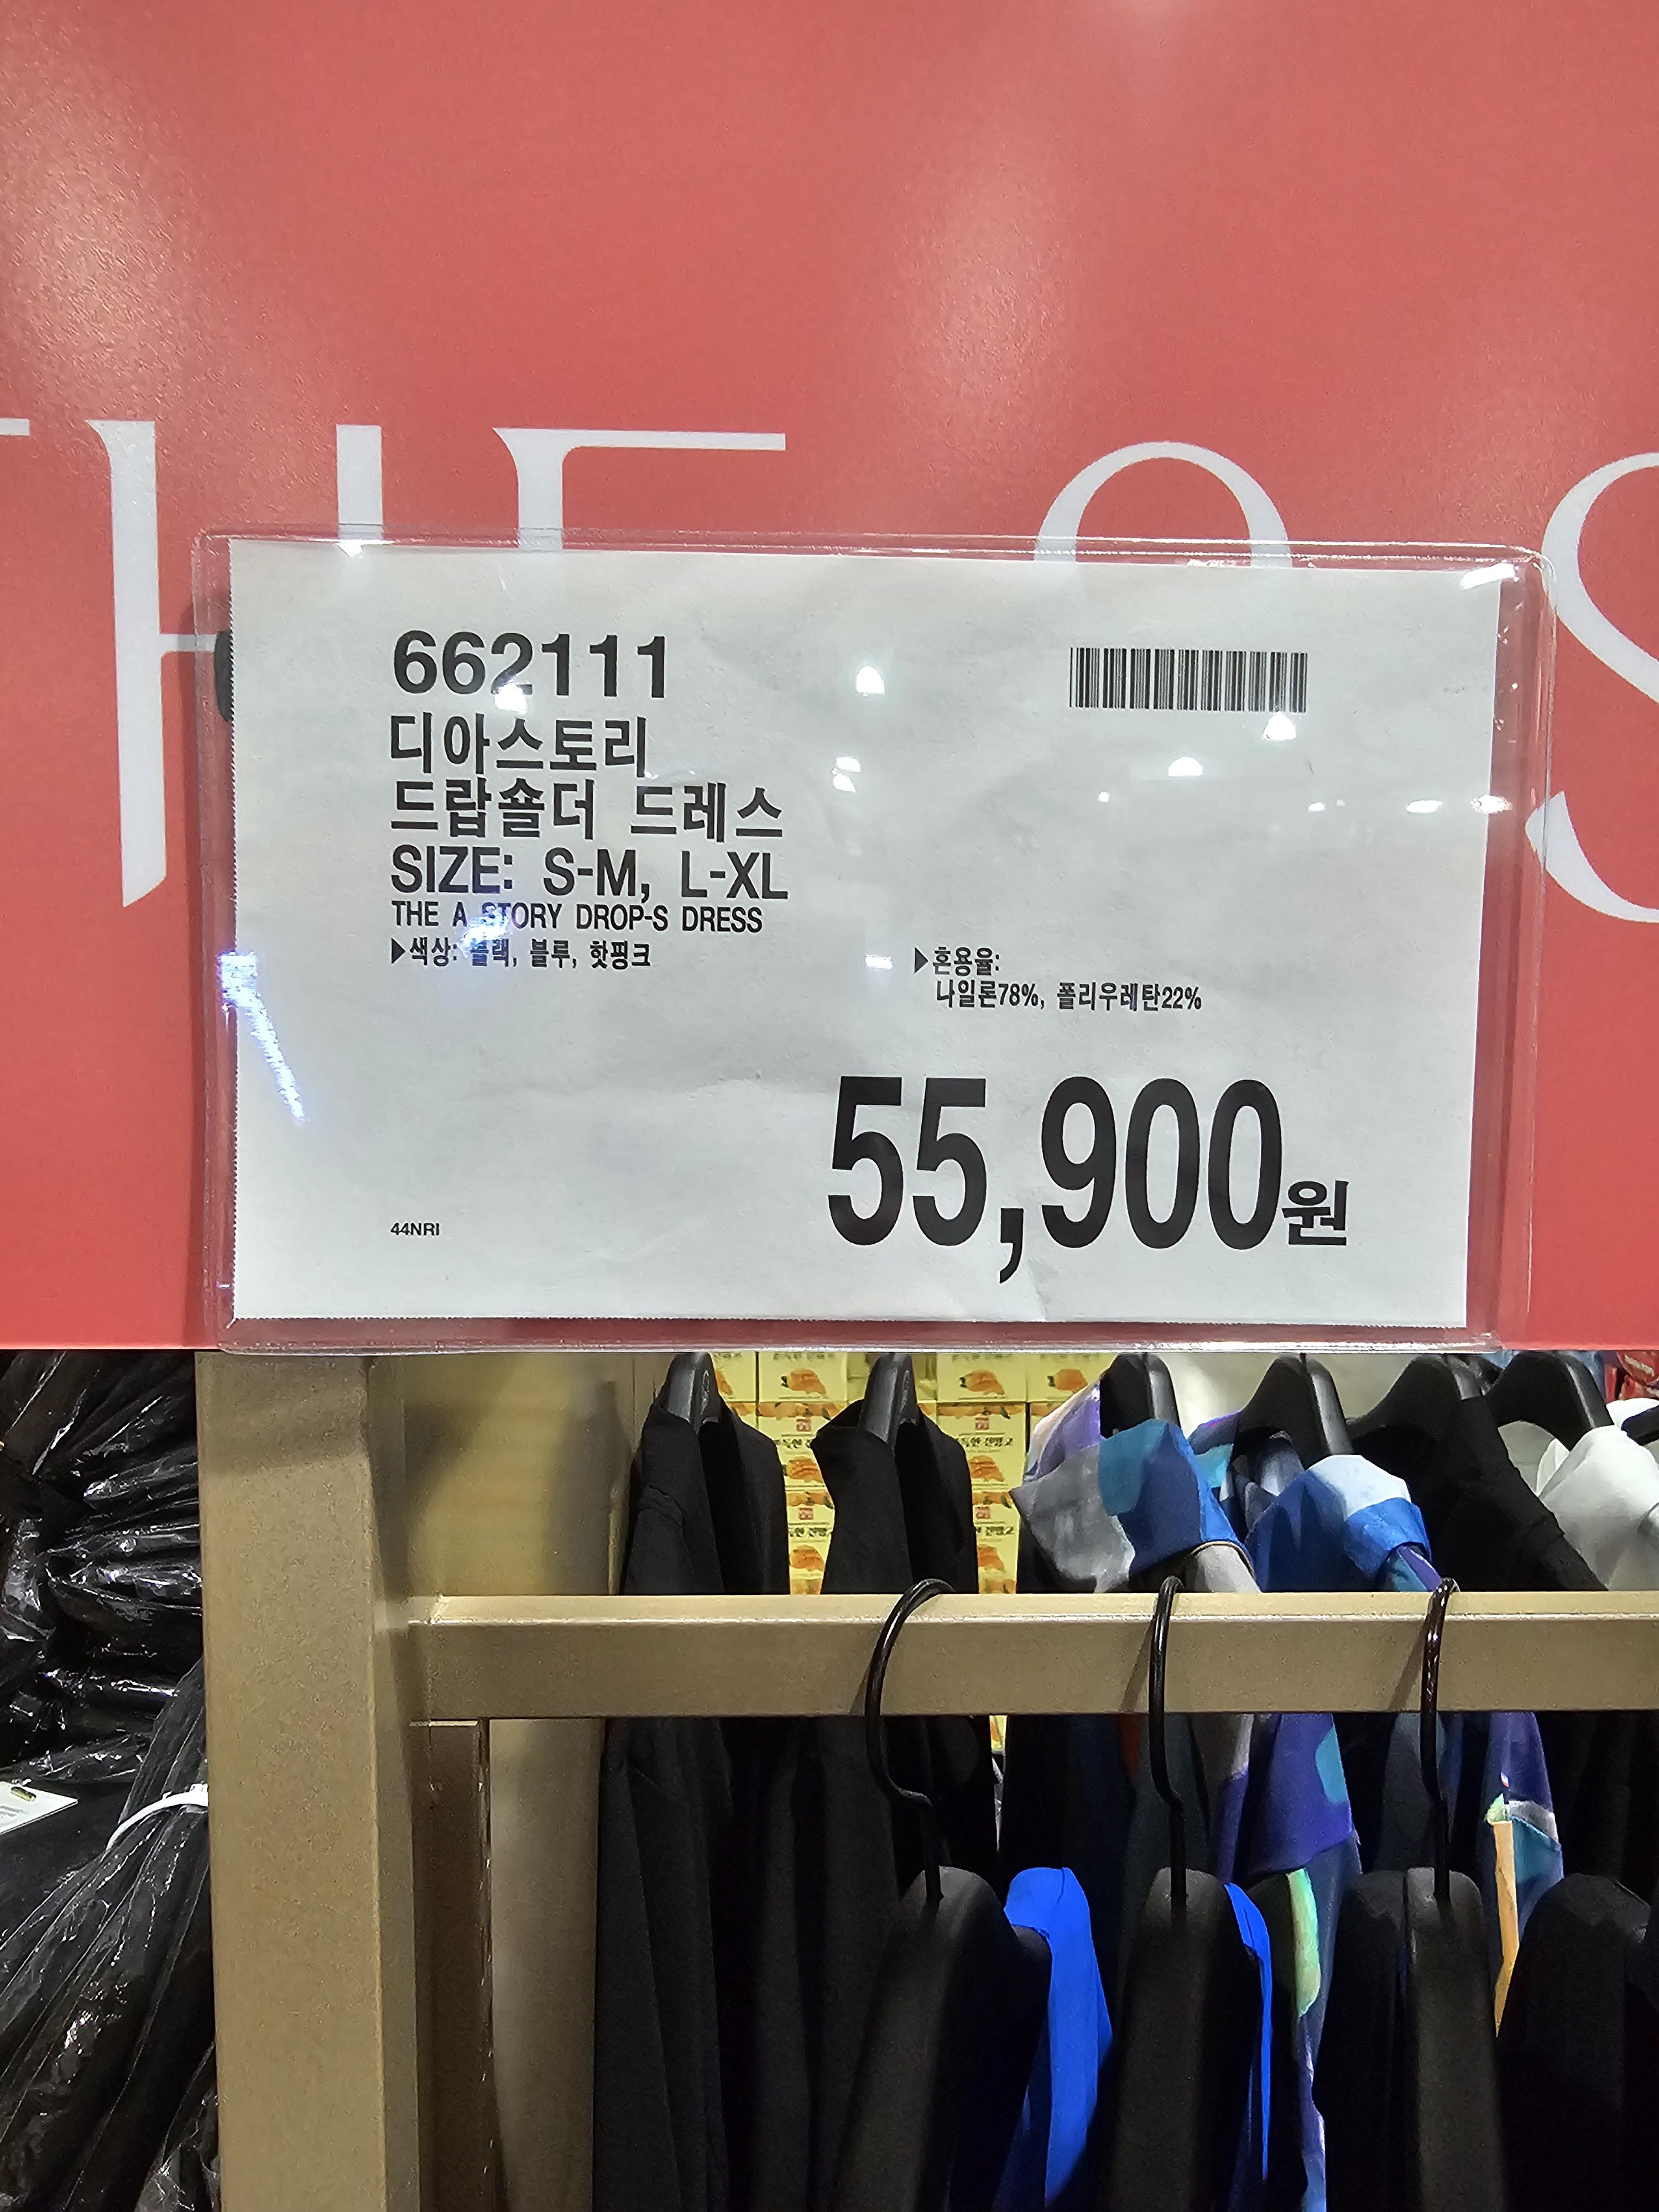 THE
662111
디아스토리
드랍숄더 드레스
SIZE: S-M, L-XL
THE A STORY DROP-S DRESS
▶색상: 블랙, 블루, 핫핑크
▶혼용율:
나일론78%, 폴리우레탄22%
55,900원
44NRI